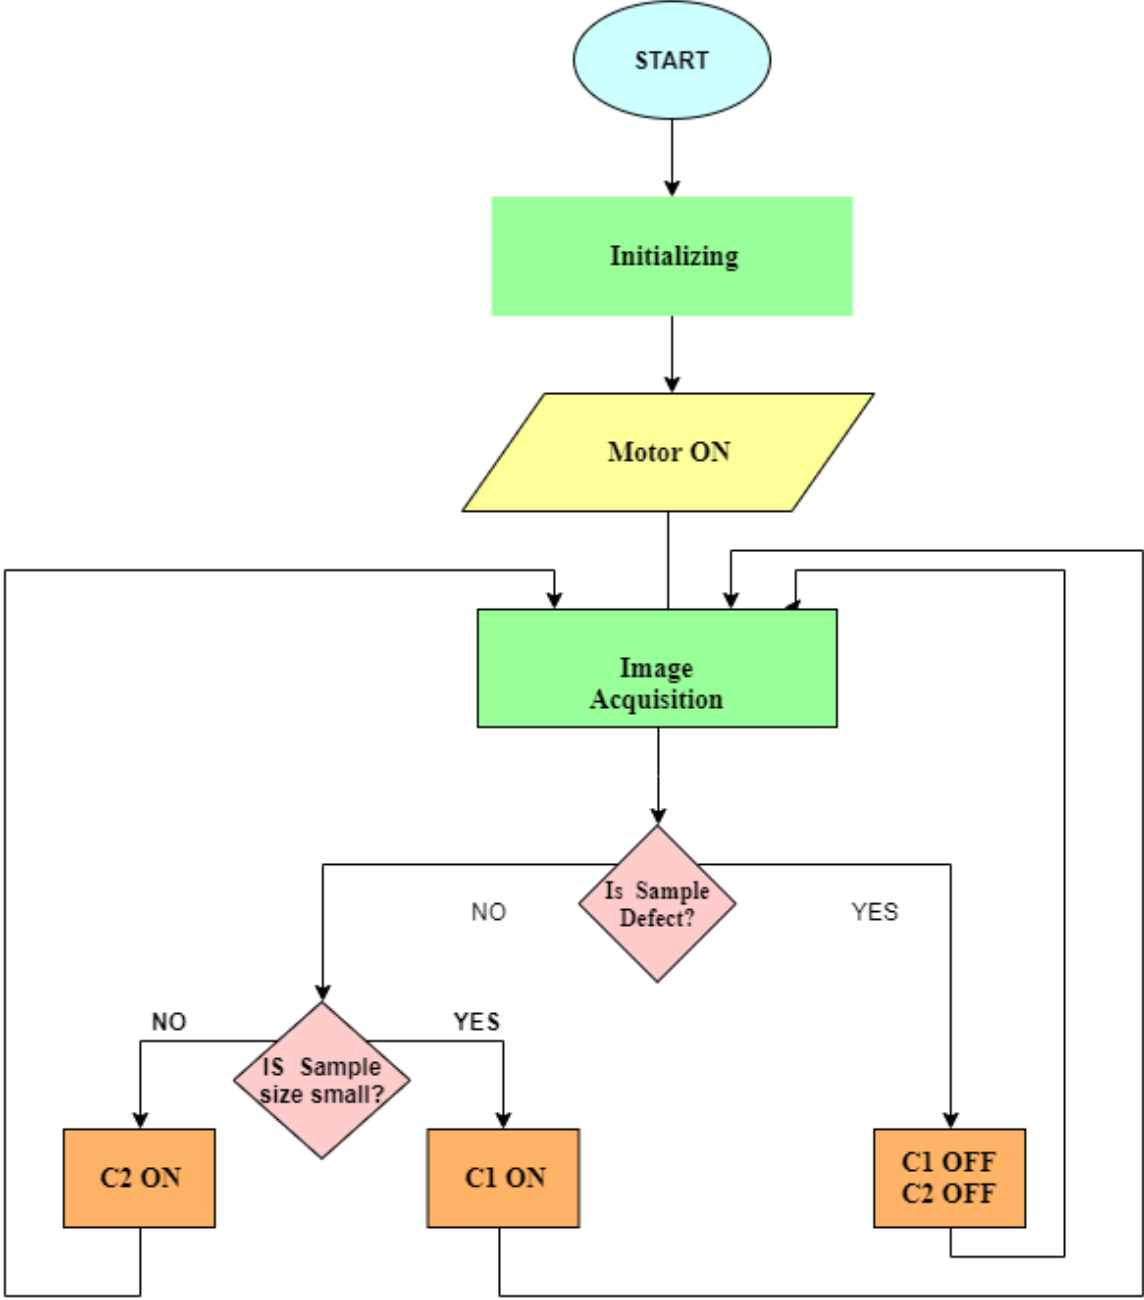 START
Initializing
Motor ON
Image
Acquisition
Is Sample
Defect?
NO
YES
NO
YES
IS Sample
size small?
C2 ON
C1 ON
C1 OFF
C2 OFF